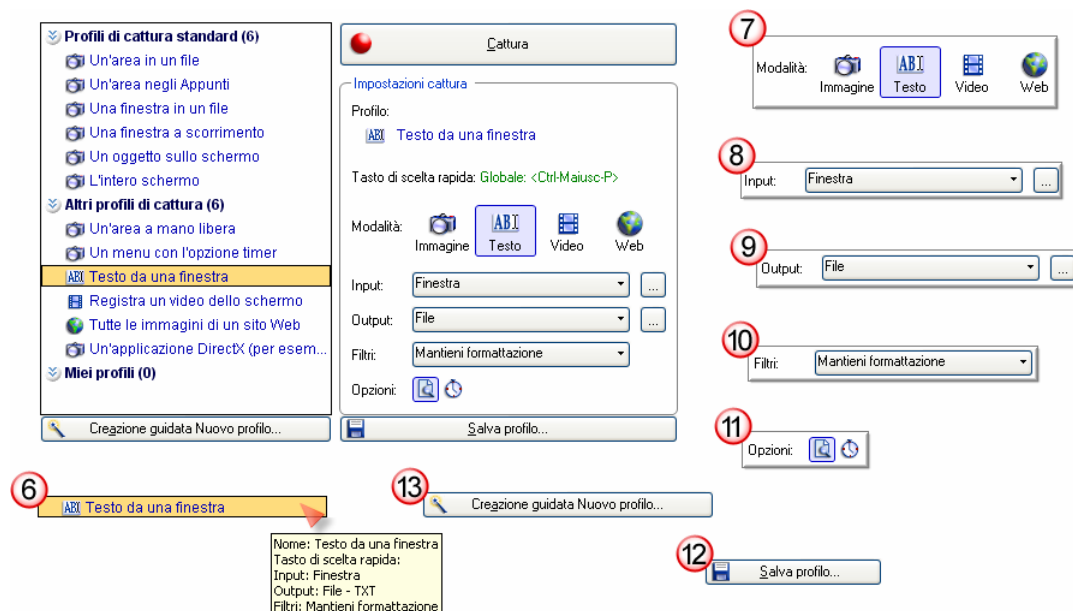 Profili di cattura standard (6)
Un'area in un file
Un'area negli Appunti
Una finestra in un file
Una finestra a scorrimento
Un oggetto sullo schermo
L'intero schermo
Altri profili di cattura (6)
Un'area a mano libera
Un menu con l'opzione timer
ABI Testo da una finestra
Registra un video dello schermo
Tutte le immagini di un sito Web
Un'applicazione DirectX (per esem...
Miei profili (0)
Creazione guidata Nuovo profilo...
Cattura
Impostazioni cattura
Profilo:
ABI Testo da una finestra
Tasto di scelta rapida: Globale: <Ctrl-Maiusc-P>
Modalità: Immagine ABI Testo Video Web
Input: Finestra ...
Output: File ...
Filtri: Mantieni formattazione
Opzioni:
Salva profilo...
6
ABI Testo da una finestra
Nome: Testo da una finestra
Tasto di scelta rapida:
Input: Finestra
Output: File - TXT
Filtri: Mantieni formattazione
7
Modalità: Immagine ABI Testo Video Web
8
Input: Finestra ...
9
Output: File ...
10
Filtri: Mantieni formattazione
11
Opzioni:
13
Creazione guidata Nuovo profilo...
12
Salva profilo...